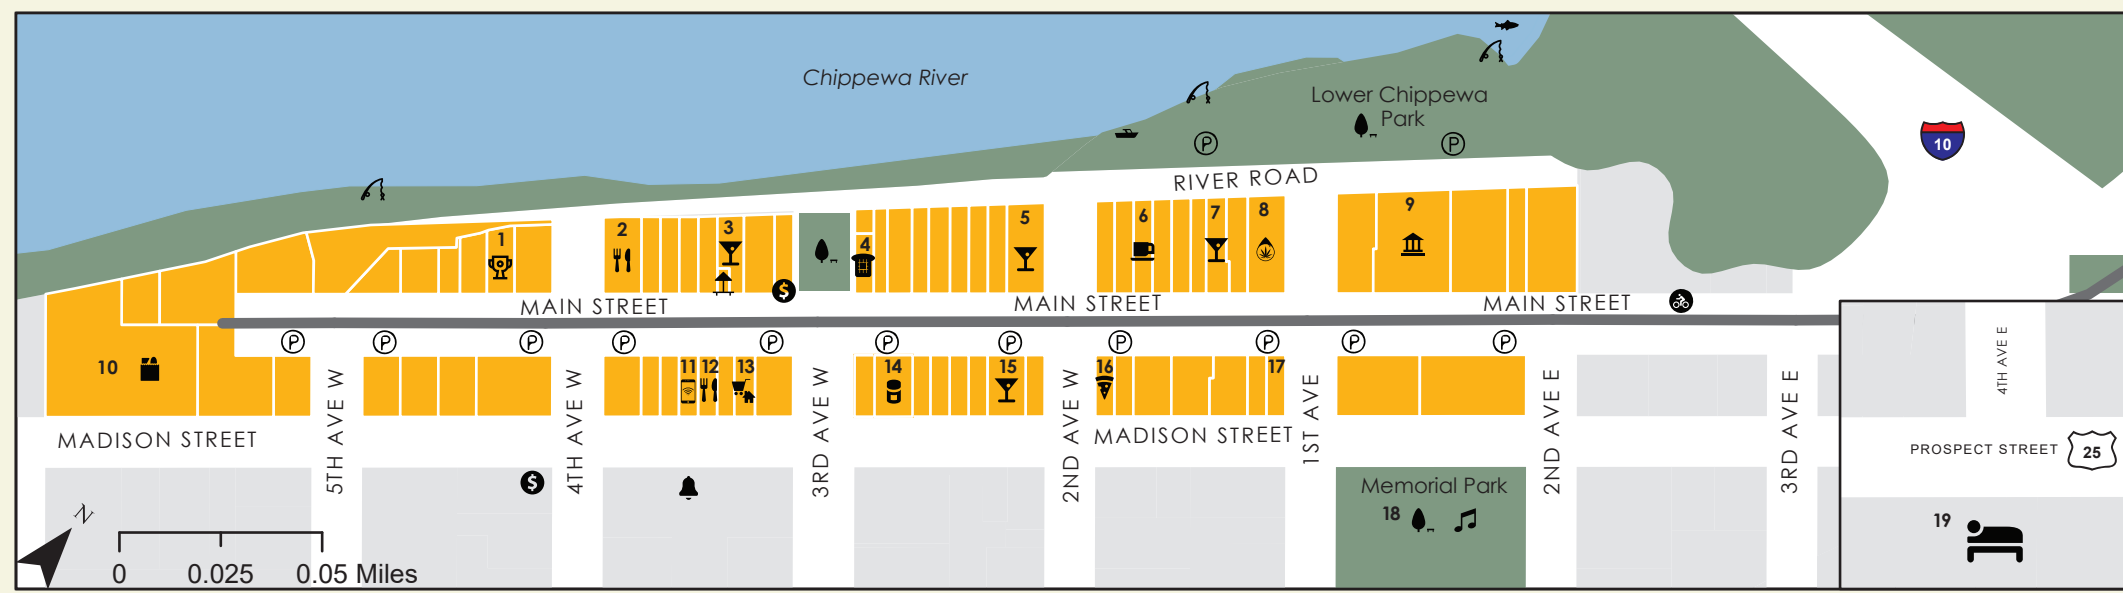 Chippewa River
Lower Chippewa
Park
P
P
10
RIVER ROAD
1
2
3
4
5
6
7
8
9
$
MAIN STREET
MAIN STREET
MAIN STREET
P
P
P
P
P
P
P
P
P
P
P
10
11
12
13
14
15
16
17
5TH AVE W
4TH AVE W
3RD AVE W
2ND AVE W
1ST AVE
2ND AVE E
3RD AVE E
4TH AVE E
MADISON STREET
MADISON STREET
PROSPECT STREET
25
$
Memorial Park
18
19
N
0
0.025
0.05 Miles